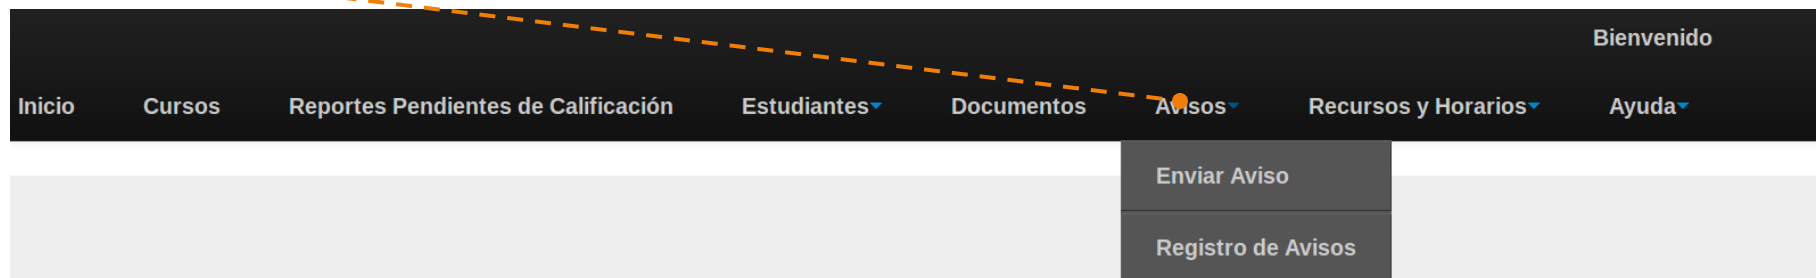 Bienvenido
Inicio Cursos Reportes Pendientes de Calificación Estudiantes Documentos Avisos Recursos y Horarios Ayuda
Enviar Aviso
Registro de Avisos